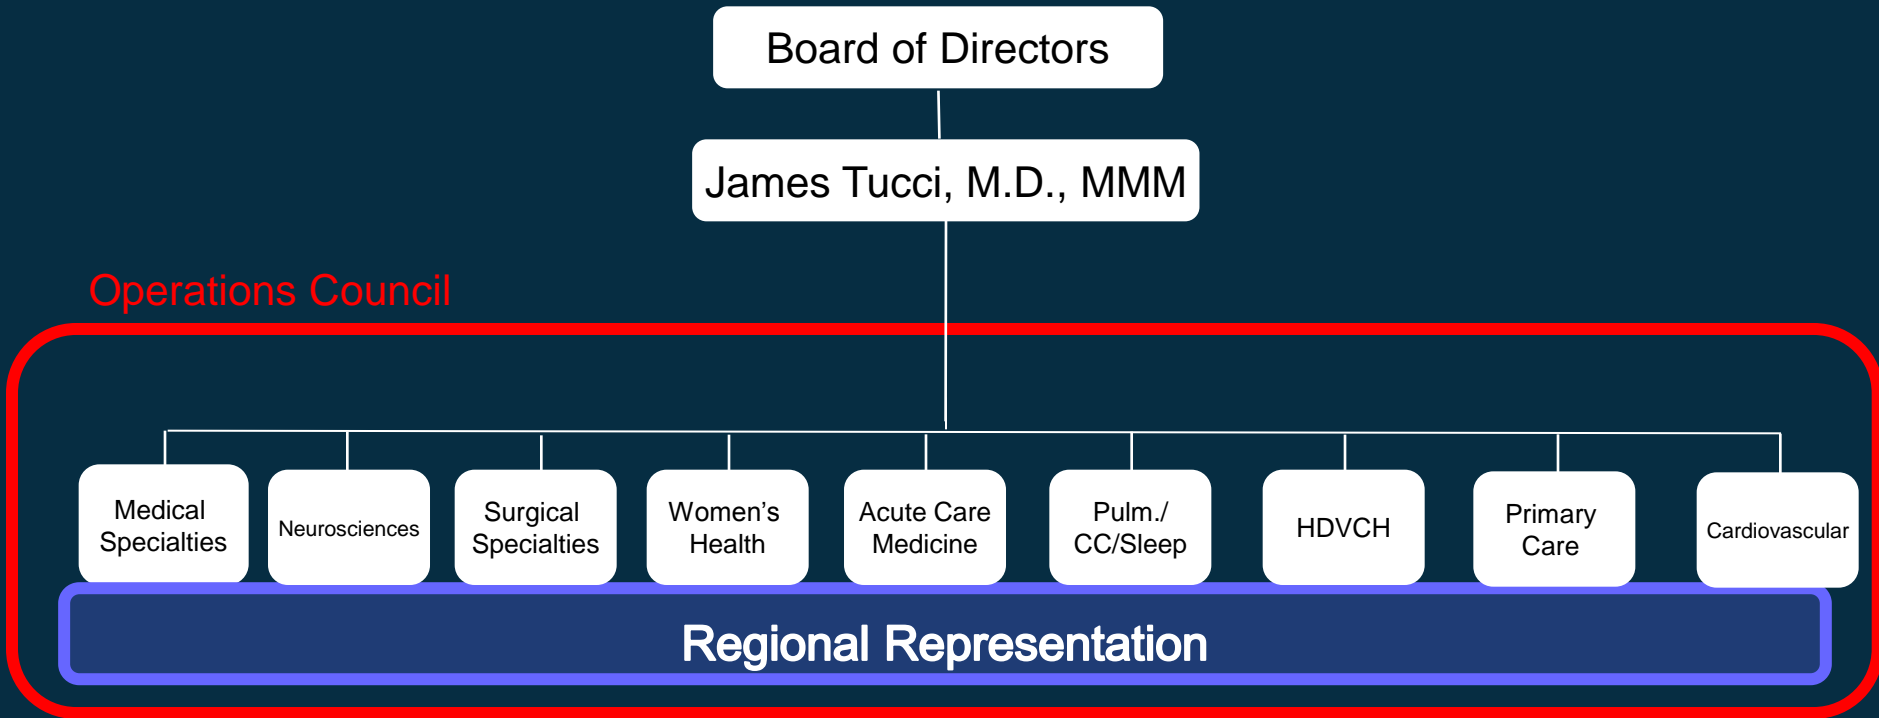 Board of Directors
James Tucci, M.D., MMM
Operations Council
Medical
Specialties
Neurosciences
Surgical
Specialties
Women’s
Health
Acute Care
Medicine
Pulm./
CC/Sleep
HDVCH
Primary
Care
Cardiovascular
Regional Representation